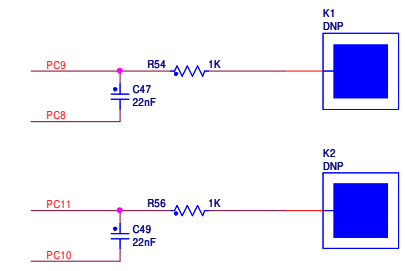 K1
DNP
PC9
R54
1K
C47
22nF
PC8
K2
DNP
PC11
R56
1K
C49
22nF
PC10